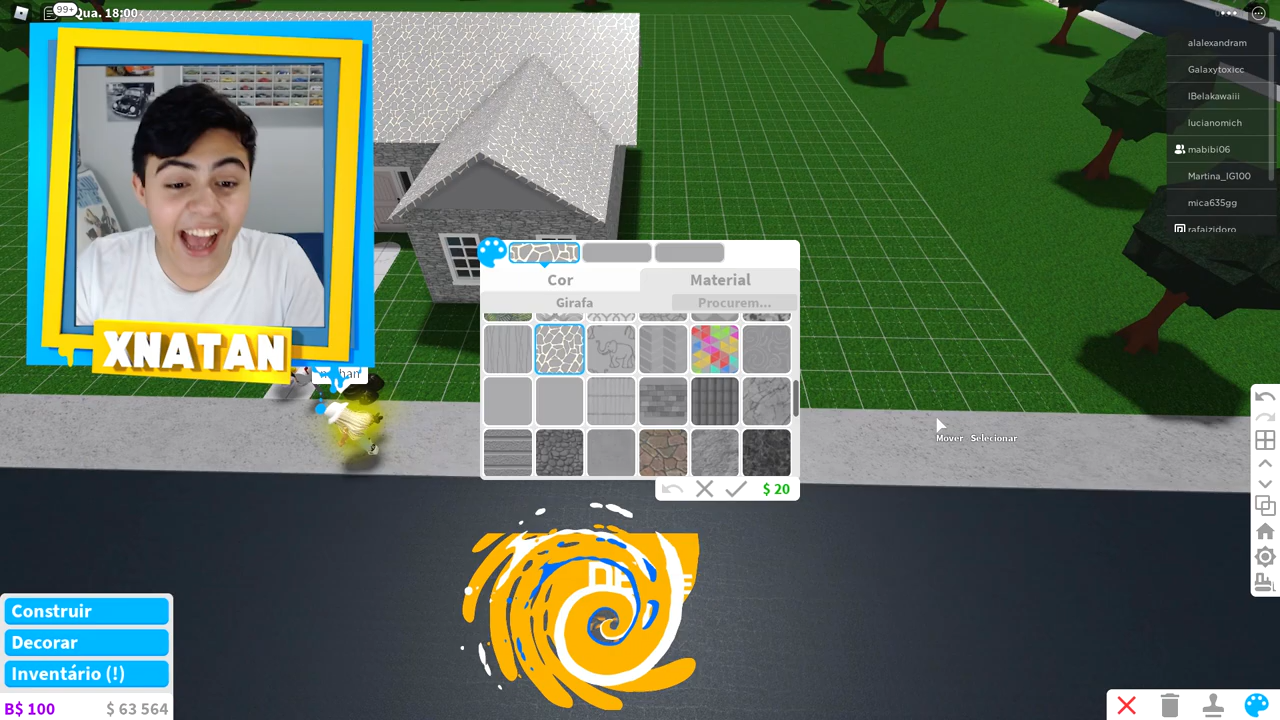 99+
Qua. 18:00
alalexandram
Galaxytoxicc
IBelakawaiii
lucianomich
mabibi06
Martina_IG100
mica635gg
rafaizidoro
XNATAN
Cor
Material
Girafa
Procurem...
Mover Selecionar
$ 20
Construir
Decorar
Inventário (!)
B$ 100
$ 63 564